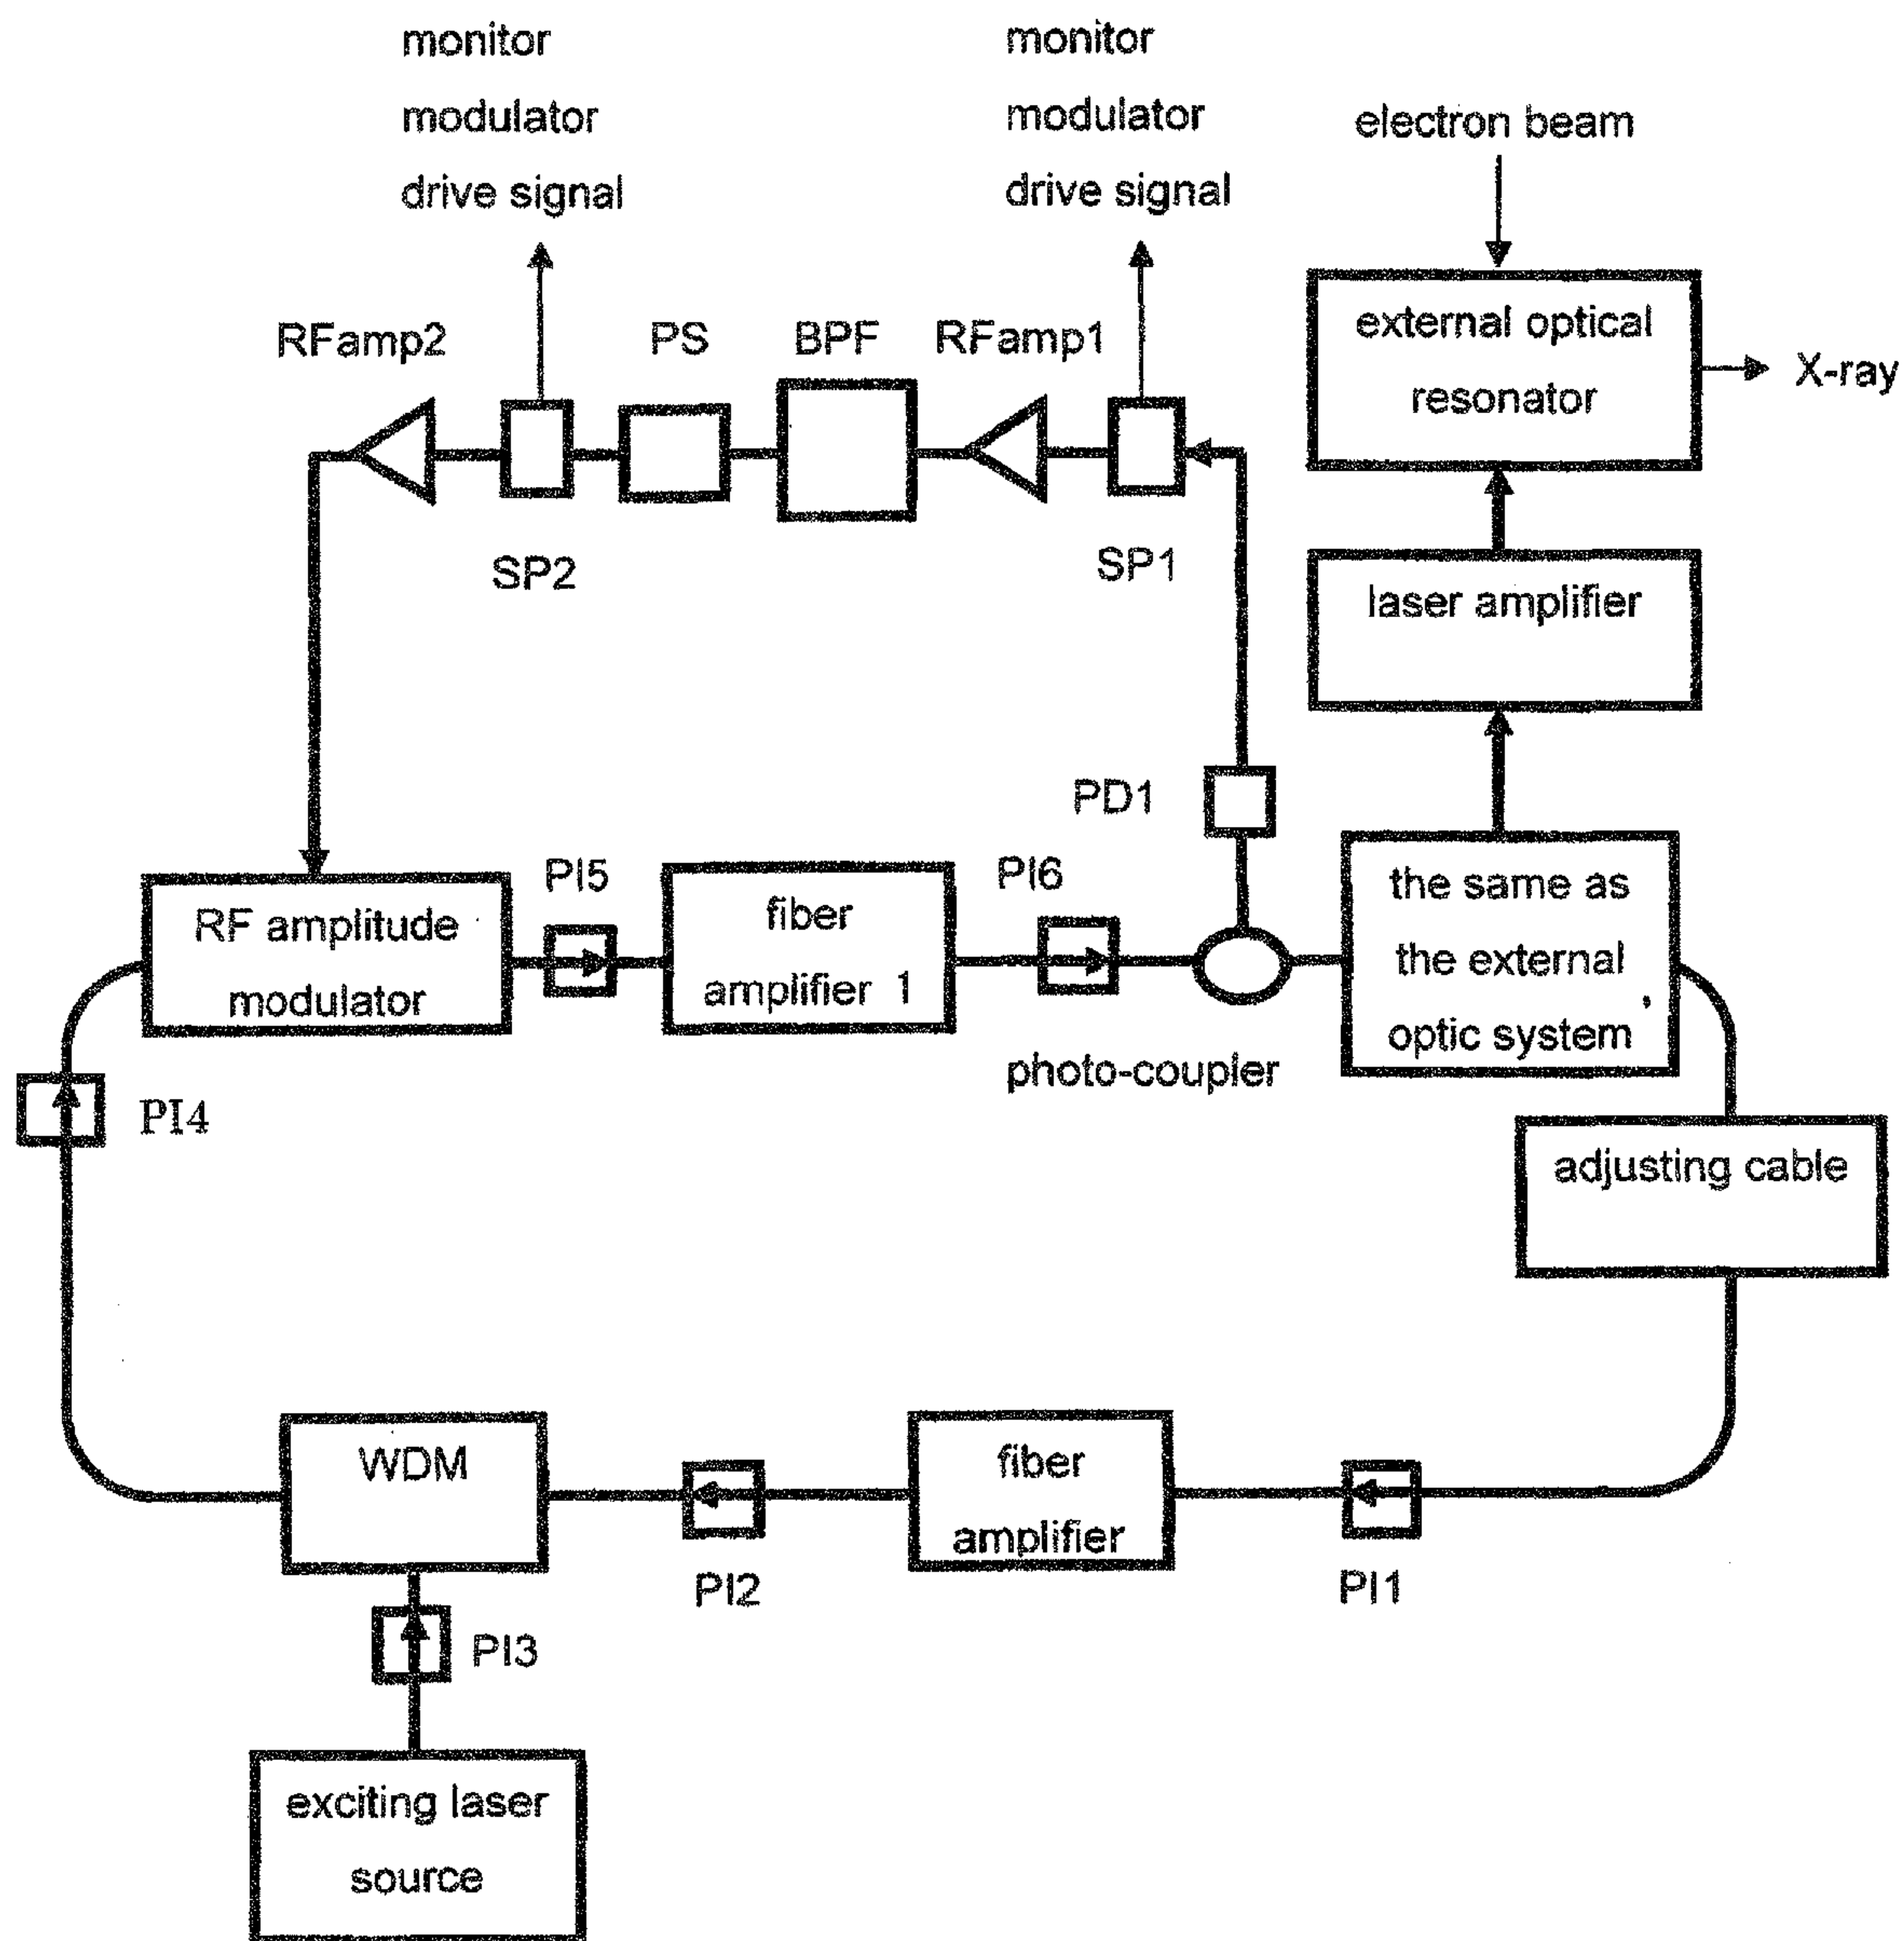 monitor
modulator
drive signal
monitor
modulator
drive signal
electron beam
RFamp2
PS
BPF
RFamp1
external optical
resonator
X-ray
SP2
SP1
laser amplifier
PD1
RF amplitude
modulator
PI5
fiber
amplifier 1
PI6
photo-coupler
the same as
the external
optic system
PI4
adjusting cable
WDM
PI2
fiber
amplifier
PI1
PI3
exciting laser
source